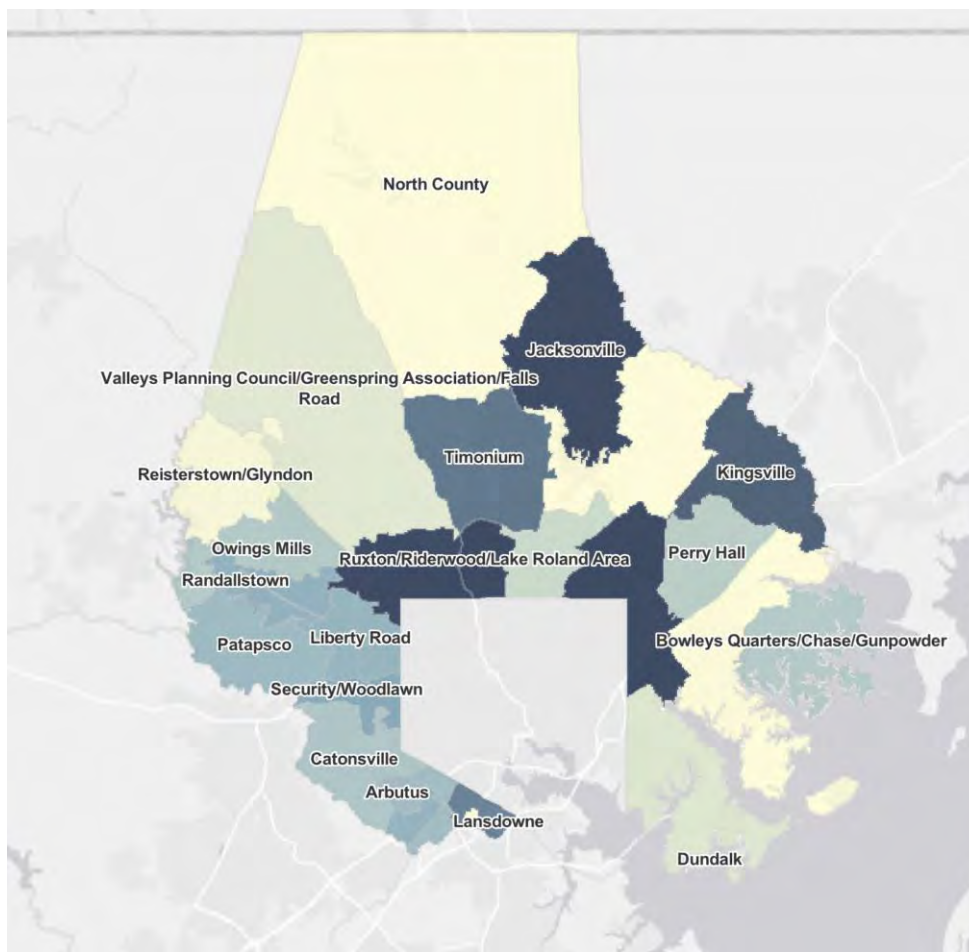 North County
Jacksonville
Valleys Planning Council/Greenspring Association/Falls
Road
Timonium
Kingsville
Reisterstown/Glyndon
Owings Mills
Ruxton/Riderwood/Lake Roland Area
Perry Hall
Randallstown
Liberty Road
Patapsco
Bowleys Quarters/Chase/Gunpowder
Security/Woodlawn
Catonsville
Arbutus
Lansdowne
Dundalk